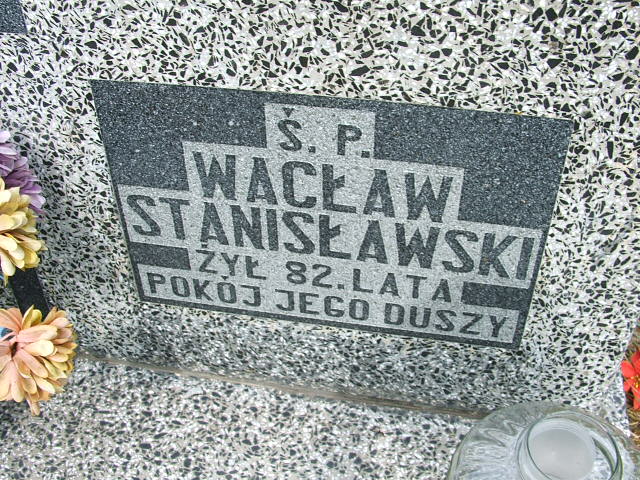 Ś. P.
WACŁAW
STANISŁAWSKI
ŻYŁ 82. LATA
POKÓJ JEGO DUSZY